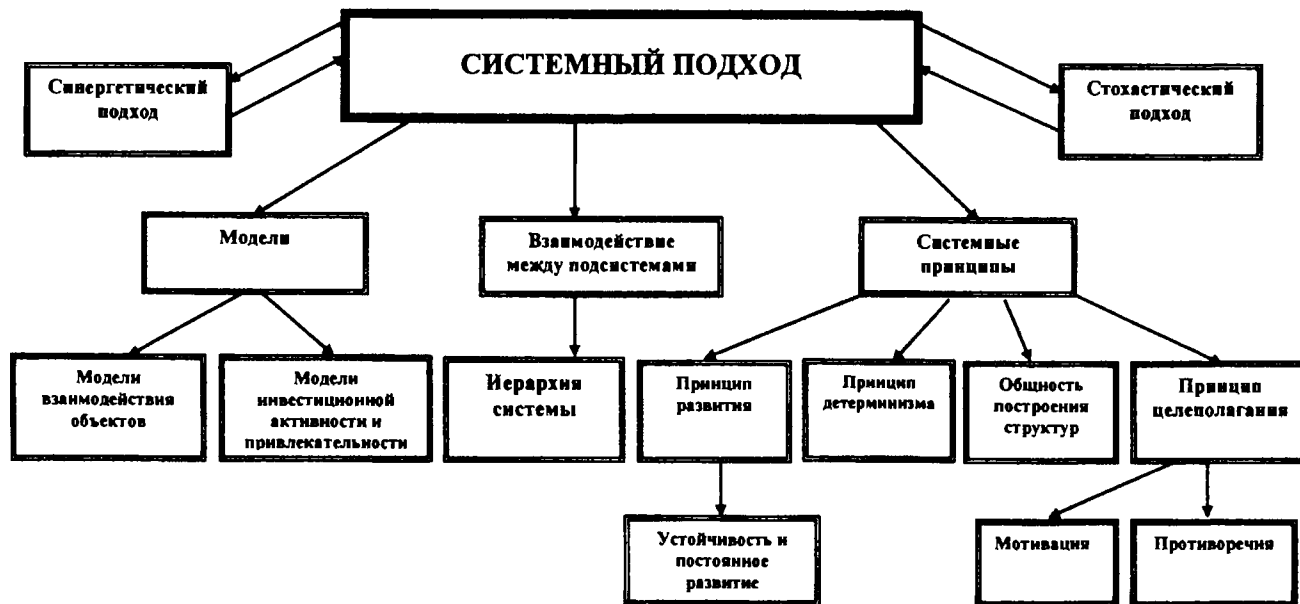 СИСТЕМНЫЙ ПОДХОД
Синергетический
подход
Стохастический
подход
Модели
Взаимодействие
между подсистемами
Системные
принципы
Модели
взаимодействия
объектов
Модели
инвестиционной
активности и
привлекательности
Иерархия
системы
Принцип
развития
Принцип
детерминизма
Общность
построения
структур
Принцип
целеполагания
Устойчивость и
постоянное
развитие
Мотивация
Противоречия